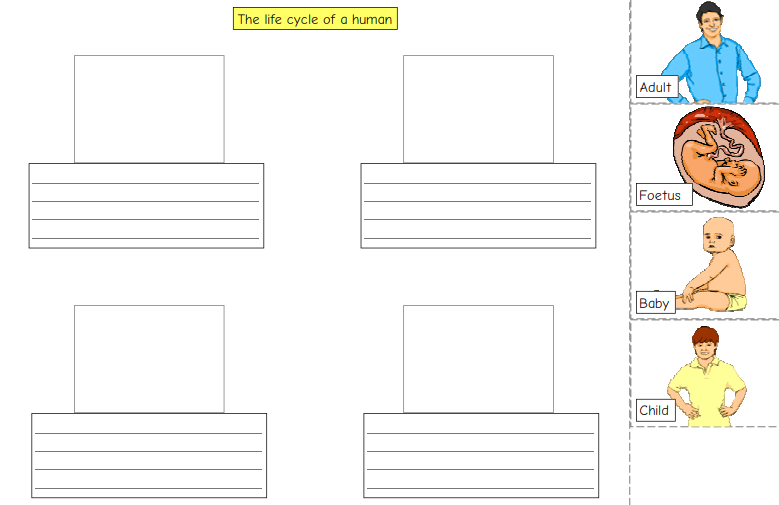 The life cycle of a human
Adult
Foetus
Baby
Child